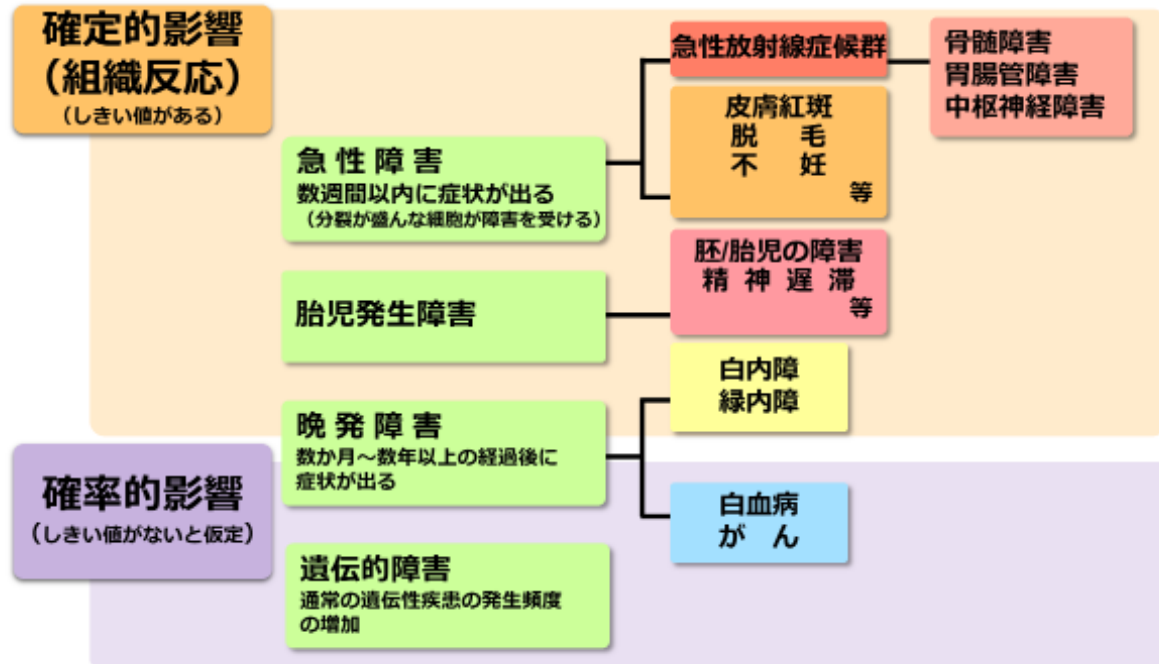 確定的影響
（組織反応）
（しきい値がある）
急性障害
数週間以内に症状が出る
（分裂が盛んな細胞が障害を受ける）
急性放射線症候群
骨髄障害
胃腸管障害
中枢神経障害
皮膚紅斑
脱毛
不妊
等
胎児発生障害
胚/胎児の障害
精神遅滞
等
晩発障害
数か月～数年以上の経過後に
症状が出る
白内障
緑内障
確率的影響
（しきい値がないと仮定）
白血病
がん
遺伝的障害
通常の遺伝性疾患の発生頻度
の増加